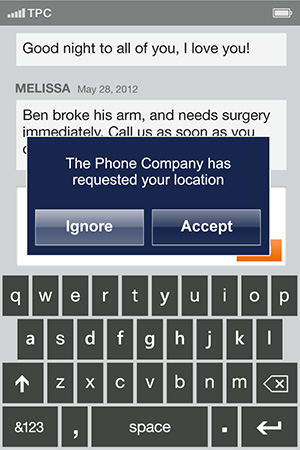 TPC
Good night to all of you, I love you!
MELISSA May 28, 2012
Ben broke his arm, and needs surgery
immediately. Call us as soon as you
The Phone Company has
requested your location
Ignore Accept
q w e r t y u i o p
a s d f g h j k l
z x c v b n m
&123 , space .